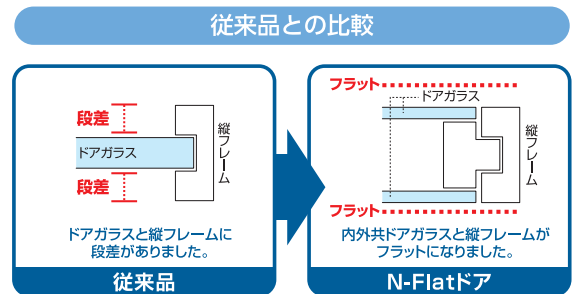 従来品との比較
段差
ドアガラス
段差
縦フレーム
ドアガラスと縦フレームに
段差がありました。
従来品
フラット
ドアガラス
縦フレーム
フラット
内外共ドアガラスと縦フレームが
フラットになりました。
N-Flatドア